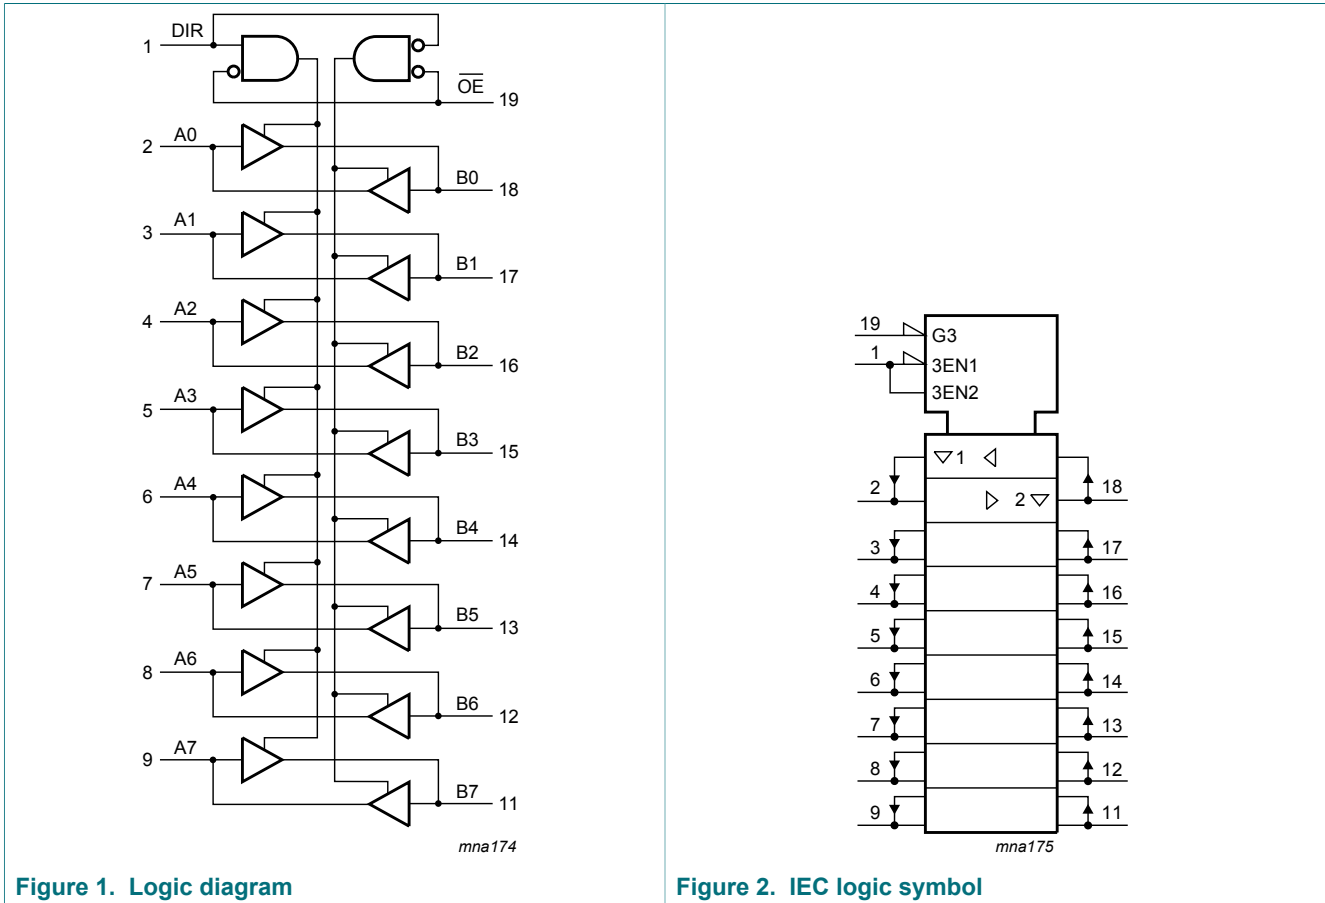 DIR
1
OE
19
A0
2
B0
18
A1
3
B1
17
A2
4
B2
16
A3
5
B3
15
A4
6
B4
14
A5
7
B5
13
A6
8
B6
12
A7
9
B7
11
mna174
Figure 1. Logic diagram
19
G3
1
3EN1
3EN2
1
2
18
2
3
17
4
16
5
15
6
14
7
13
8
12
9
11
mna175
Figure 2. IEC logic symbol